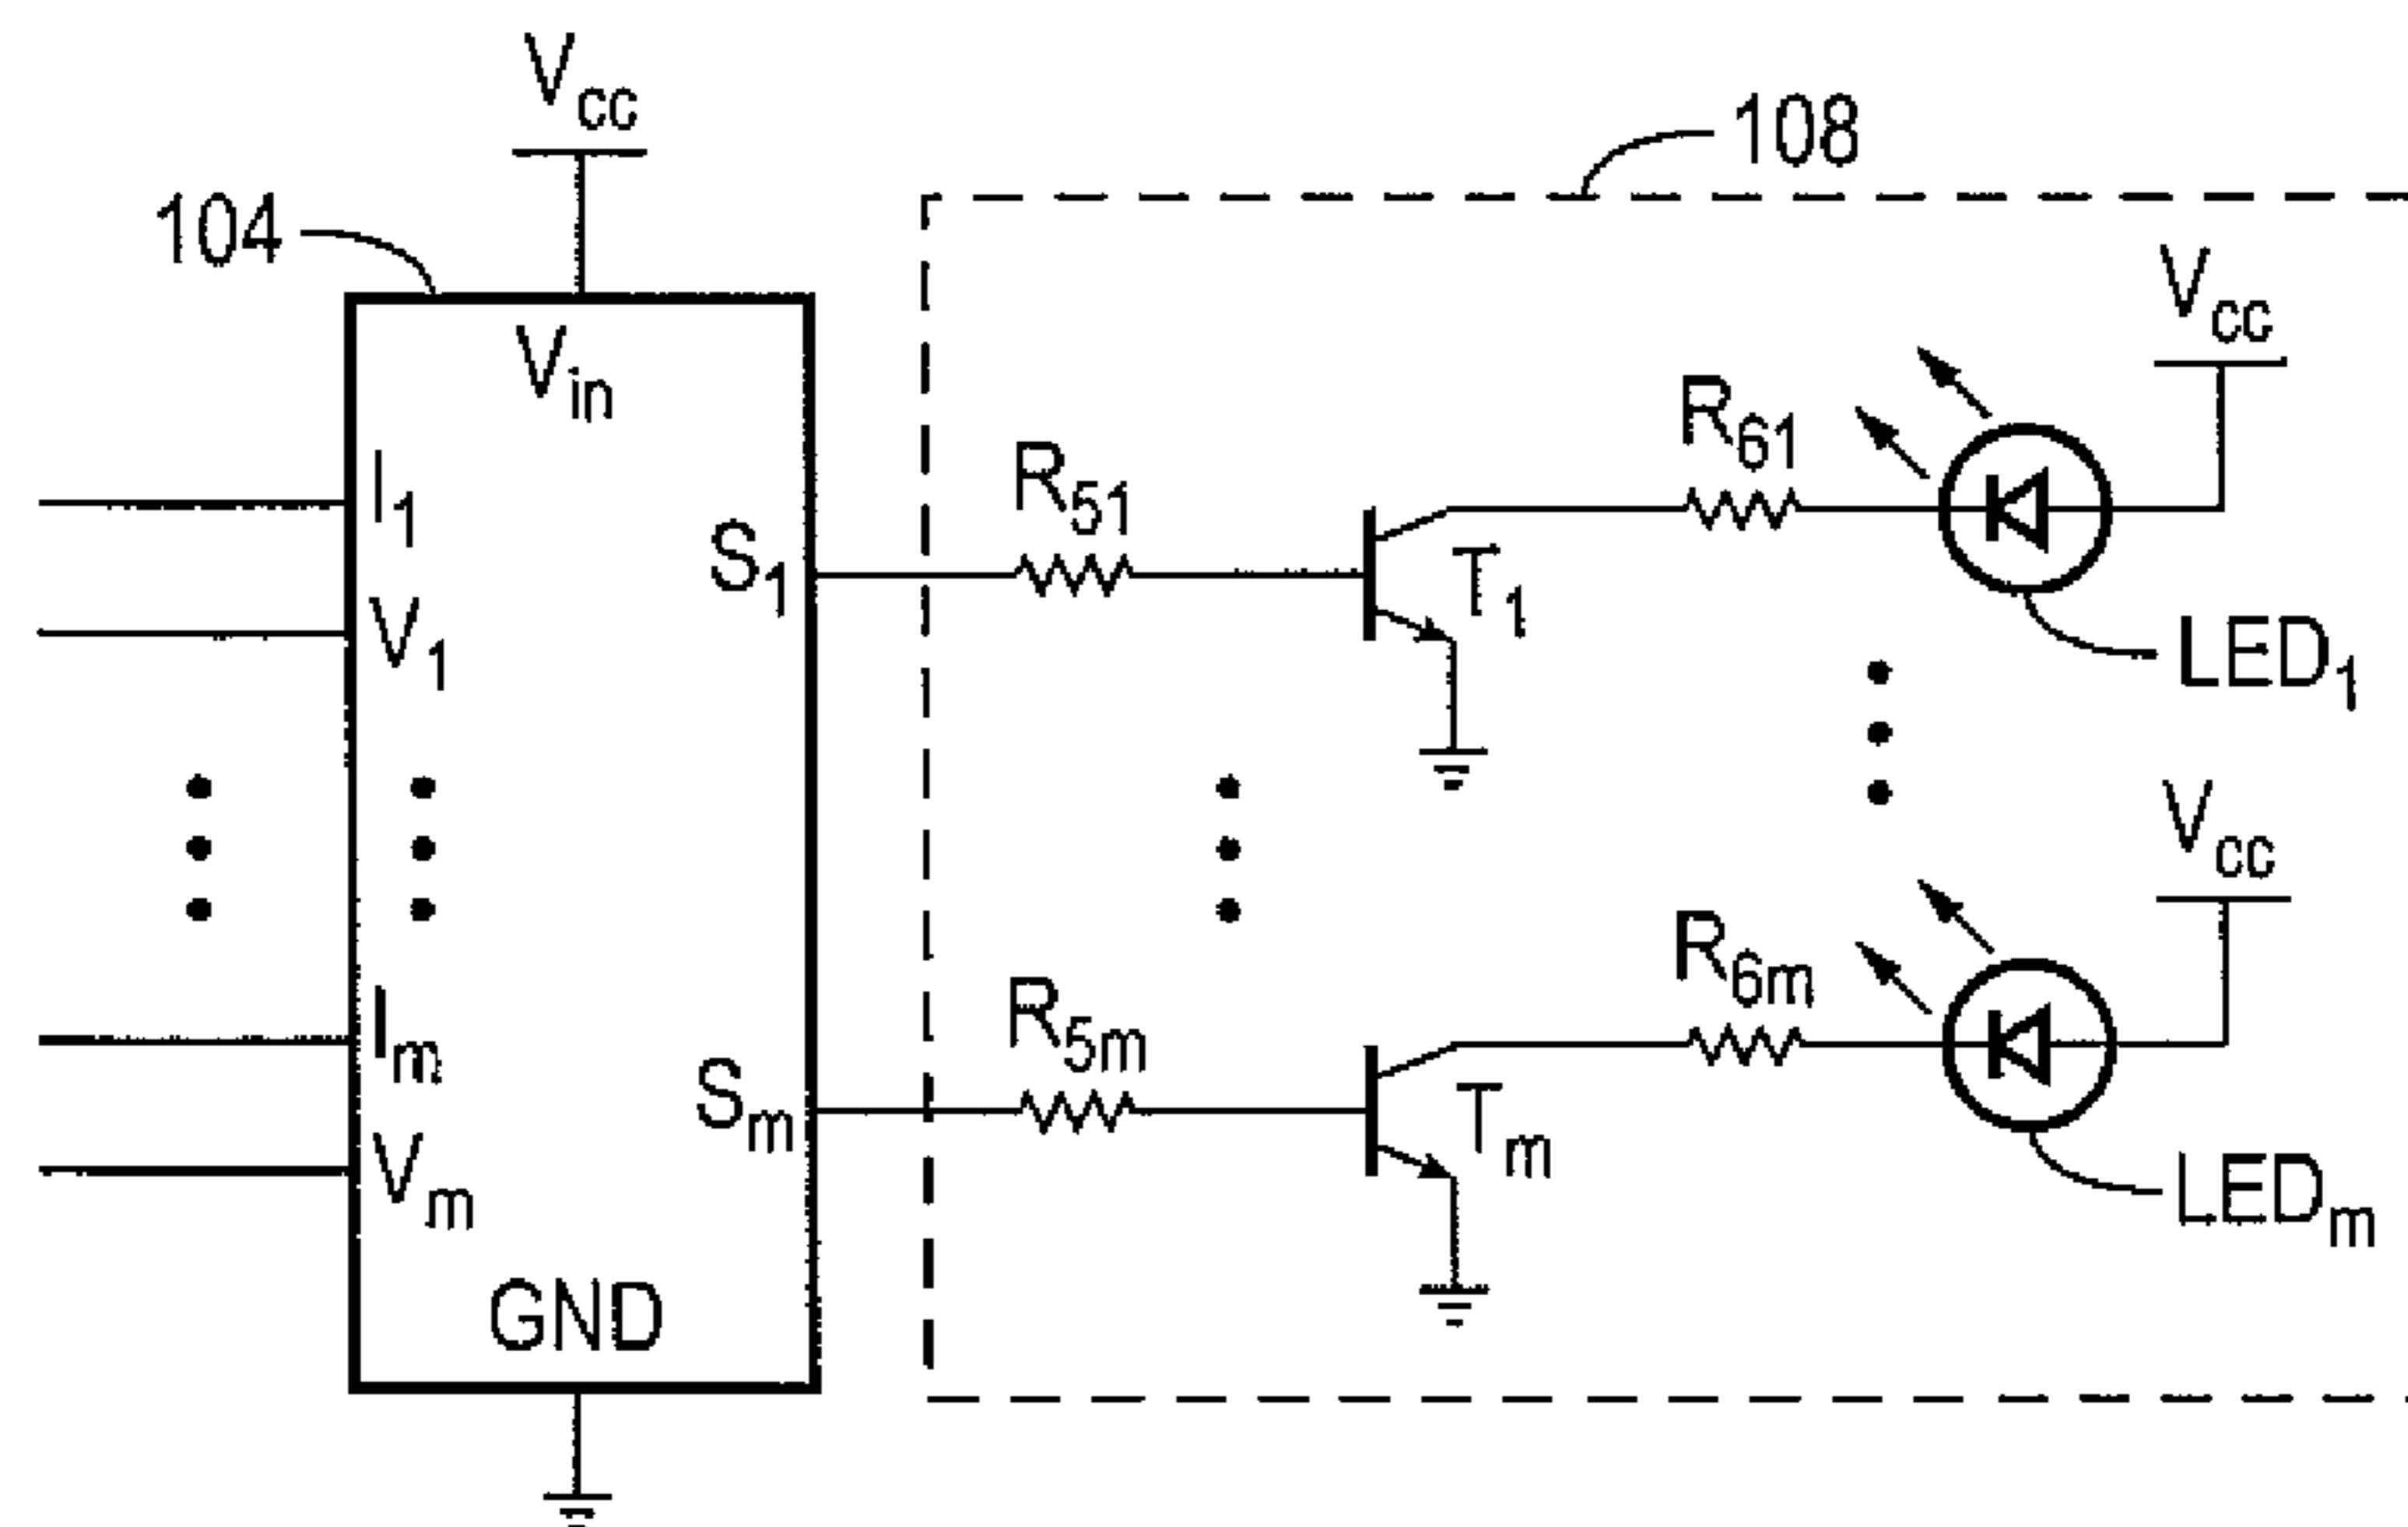 Vcc
108
104
Vcc
Vin
R61
I1
R51
S1
T1
V1
LED1
Vcc
R6m
Im
R5m
Sm
Tm
Vm
LEDm
GND